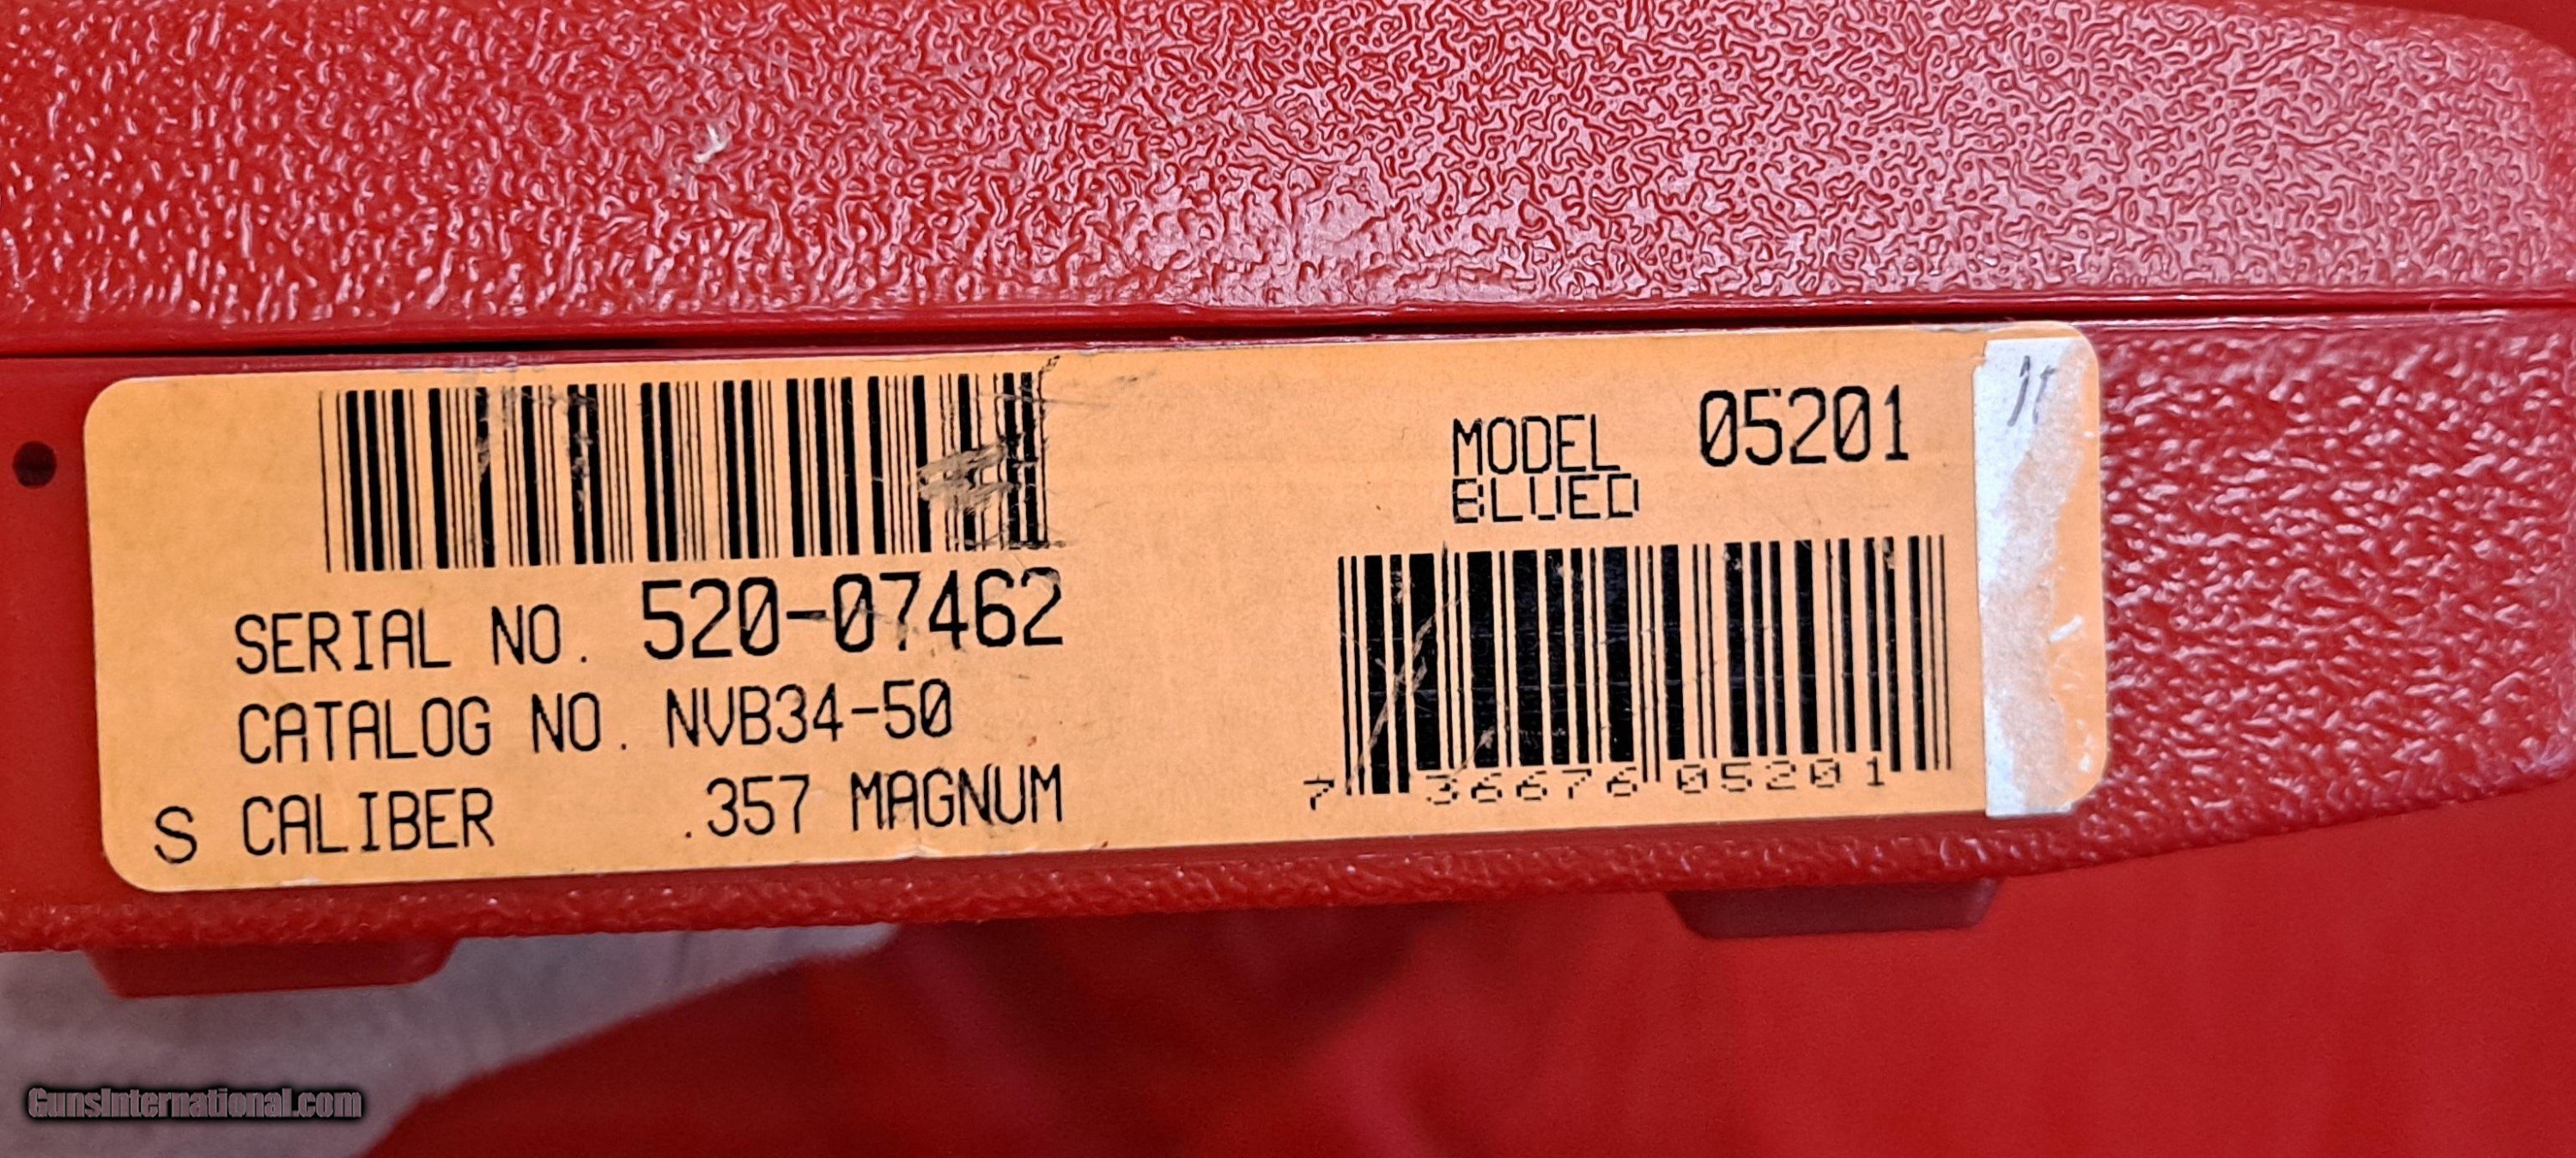 MODEL 05201
BLUED
SERIAL NO. 520-07462
CATALOG NO. NVB34-50
S CALIBER .357 MAGNUM
7 36676 05201
GunsInternational.com